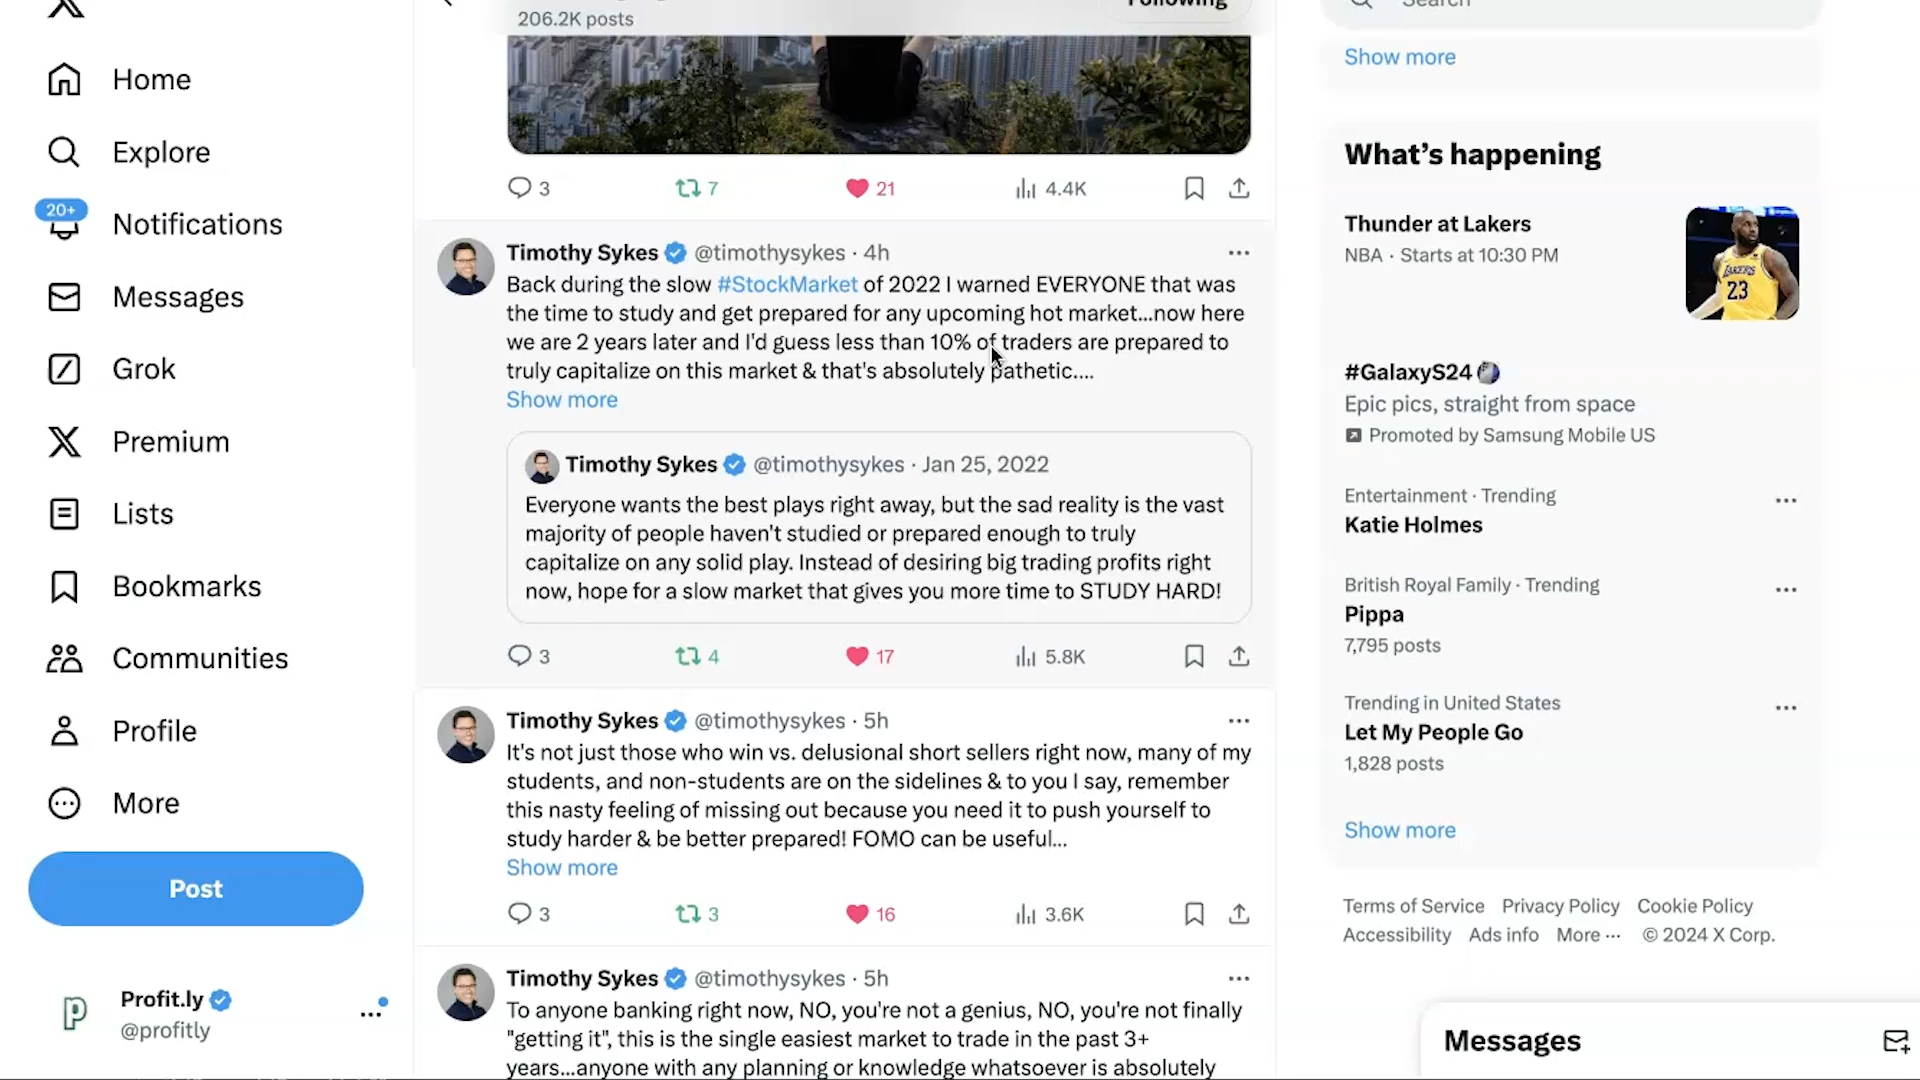 Home
Explore
20+
Notifications
Messages
Grok
Premium
Lists
Bookmarks
Communities
Profile
More
Post
Profit.ly
@profitly
206.2K posts
Following
3 7 21 4.4K
Timothy Sykes @timothysykes · 4h
Back during the slow #StockMarket of 2022 I warned EVERYONE that was
the time to study and get prepared for any upcoming hot market...now here
we are 2 years later and I'd guess less than 10% of traders are prepared to
truly capitalize on this market & that's absolutely pathetic....
Show more
Timothy Sykes @timothysykes · Jan 25, 2022
Everyone wants the best plays right away, but the sad reality is the vast
majority of people haven't studied or prepared enough to truly
capitalize on any solid play. Instead of desiring big trading profits right
now, hope for a slow market that gives you more time to STUDY HARD!
3 4 17 5.8K
Timothy Sykes @timothysykes · 5h
It's not just those who win vs. delusional short sellers right now, many of my
students, and non-students are on the sidelines & to you I say, remember
this nasty feeling of missing out because you need it to push yourself to
study harder & be better prepared! FOMO can be useful...
Show more
3 3 16 3.6K
Timothy Sykes @timothysykes · 5h
To anyone banking right now, NO, you're not a genius, NO, you're not finally
"getting it", this is the single easiest market to trade in the past 3+
years...anyone with any planning or knowledge whatsoever is absolutely
Search
Show more
What's happening
Thunder at Lakers
NBA · Starts at 10:30 PM
LAKERS
23
#GalaxyS24
Epic pics, straight from space
Promoted by Samsung Mobile US
Entertainment · Trending
Katie Holmes
British Royal Family · Trending
Pippa
7,795 posts
Trending in United States
Let My People Go
1,828 posts
Show more
Terms of Service Privacy Policy Cookie Policy
Accessibility Ads info More ··· © 2024 X Corp.
Messages